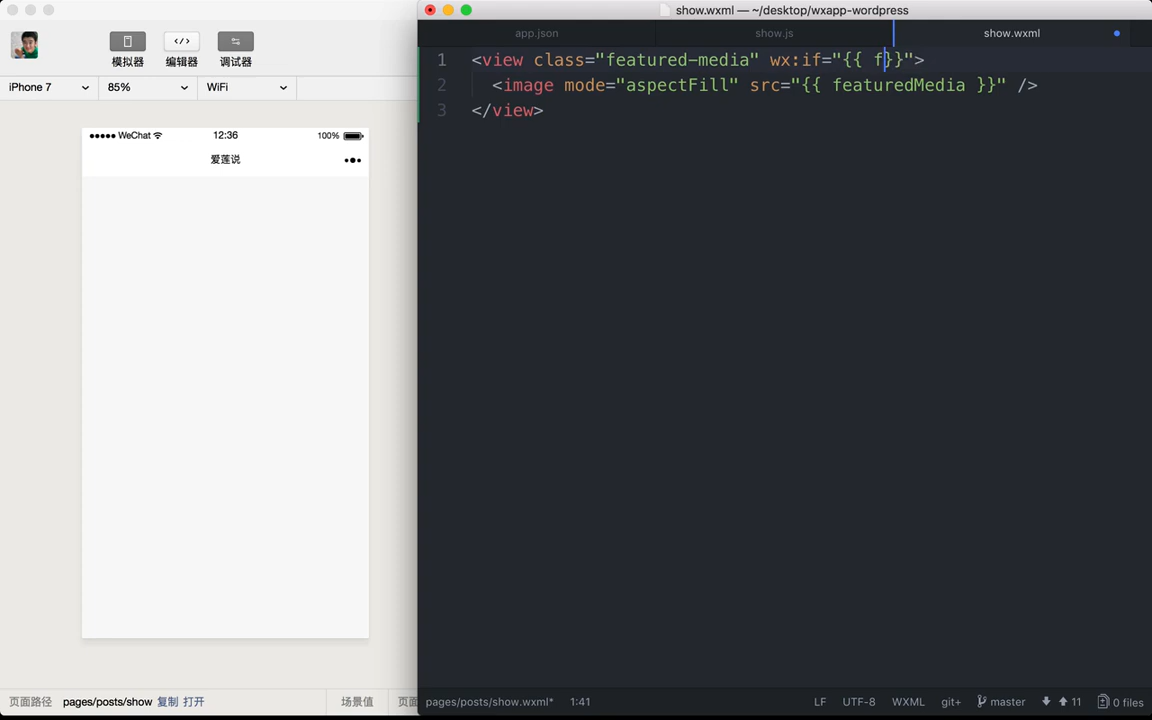 show.wxml — ~/desktop/wxapp-wordpress
app.json
show.js
show.wxml
模拟器
编辑器
调试器
iPhone 7
85%
WiFi
WeChat
12:36
100%
爱莲说
1 <view class="featured-media" wx:if="{{ f}}">
2 <image mode="aspectFill" src="{{ featuredMedia }}" />
3 </view>
页面路径 pages/posts/show 复制 打开
场景值
页面
pages/posts/show.wxml* 1:41
LF UTF-8 WXML git+ master 11 0 files